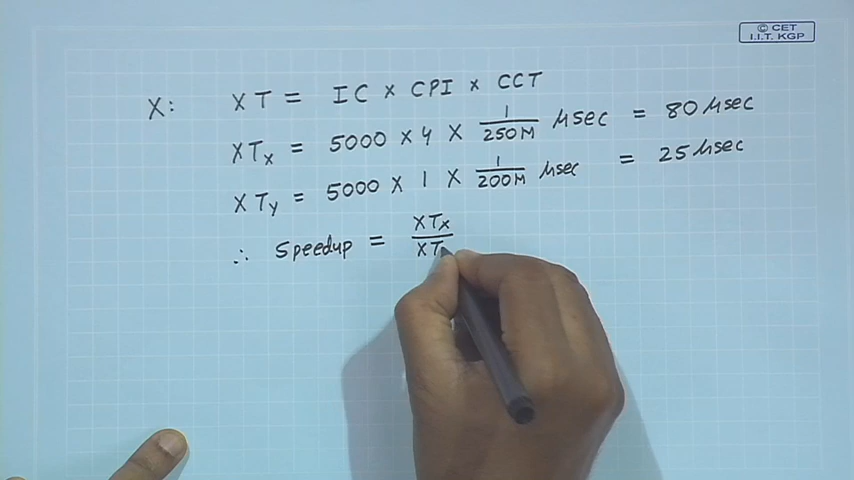 © CET
I.I.T. KGP
X: XT = IC × CPI × CCT
XTx = 5000 × 4 × 1/250M μsec = 80 μsec
XTy = 5000 × 1 × 1/200M μsec = 25 μsec
∴ Speedup = XTx/XT